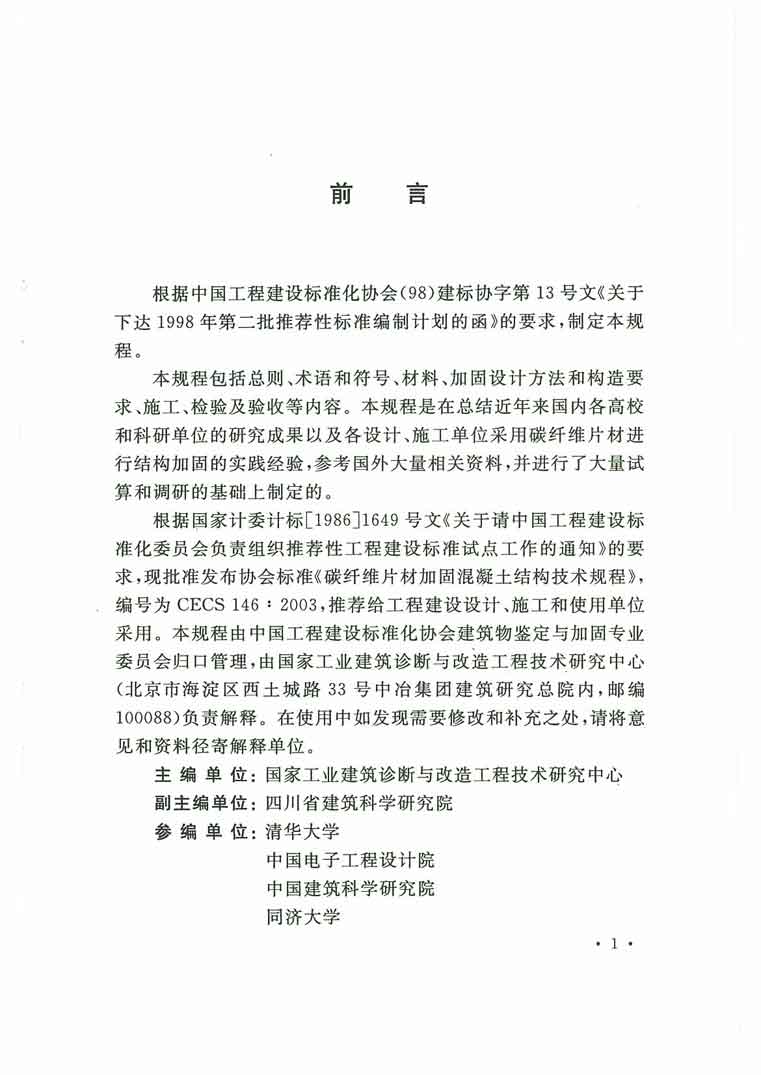 前 言
根据中国工程建设标准化协会(98)建标协字第 13 号文《关于
下达 1998 年第二批推荐性标准编制计划的函》的要求,制定本规
程。
本规程包括总则、术语和符号、材料、加固设计方法和构造要
求、施工、检验及验收等内容。本规程是在总结近年来国内各高校
和科研单位的研究成果以及各设计、施工单位采用碳纤维片材进
行结构加固的实践经验,参考国外大量相关资料,并进行了大量试
算和调研的基础上制定的。
根据国家计委计标[1986]1649 号文《关于请中国工程建设标
准化委员会负责组织推荐性工程建设标准试点工作的通知》的要
求,现批准发布协会标准《碳纤维片材加固混凝土结构技术规程》,
编号为 CECS 146∶2003,推荐给工程建设设计、施工和使用单位
采用。本规程由中国工程建设标准化协会建筑物鉴定与加固专业
委员会归口管理,由国家工业建筑诊断与改造工程技术研究中心
(北京市海淀区西土城路 33 号中冶集团建筑研究总院内,邮编
100088)负责解释。在使用中如发现需要修改和补充之处,请将意
见和资料径寄解释单位。
主编单位:国家工业建筑诊断与改造工程技术研究中心
副主编单位:四川省建筑科学研究院
参编单位:清华大学
中国电子工程设计院
中国建筑科学研究院
同济大学
· 1 ·